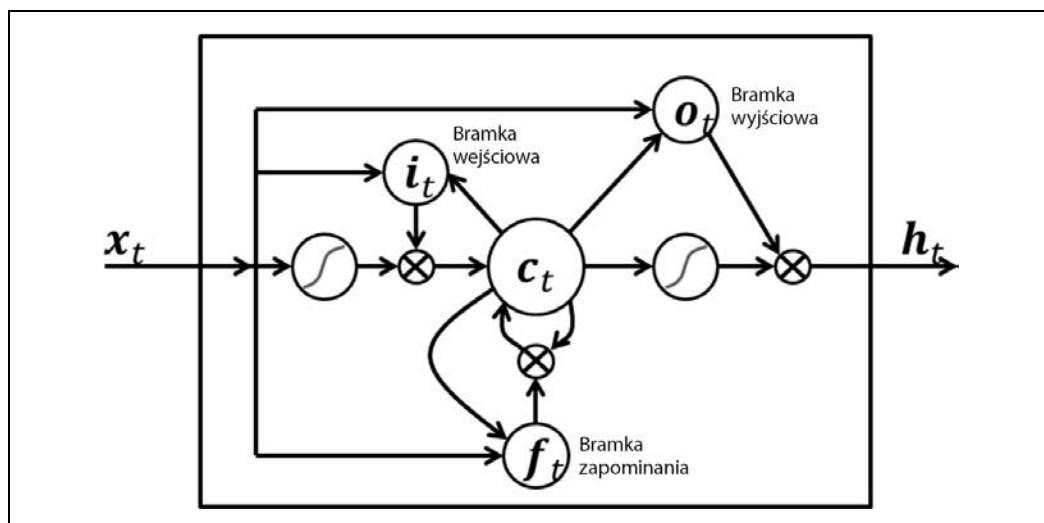 o_t
Bramka
wyjściowa
Bramka
wejściowa
i_t
x_t
c_t
h_t
f_t
Bramka
zapominania